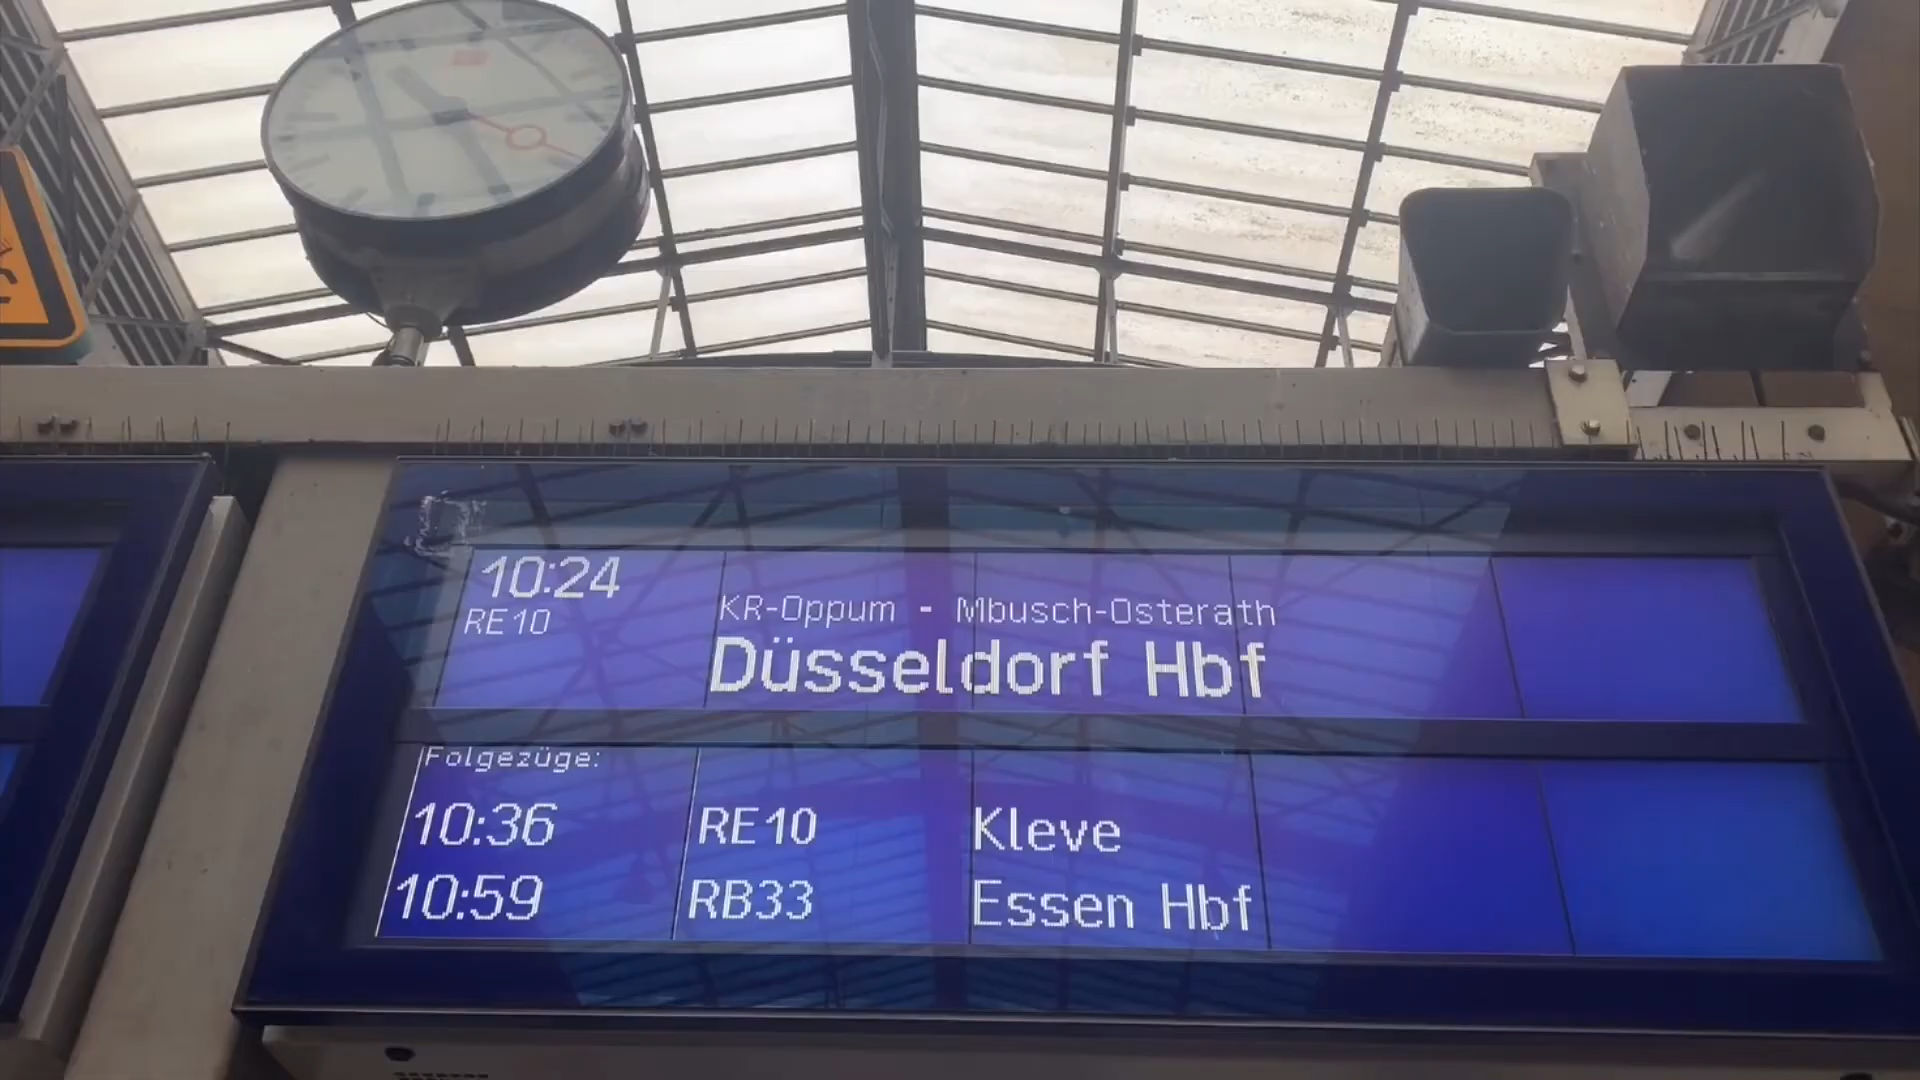 10:24
RE10
KR-Oppum - Mbusch-Osterath
Düsseldorf Hbf
Folgezüge:
10:36 RE10 Kleve
10:59 RB33 Essen Hbf